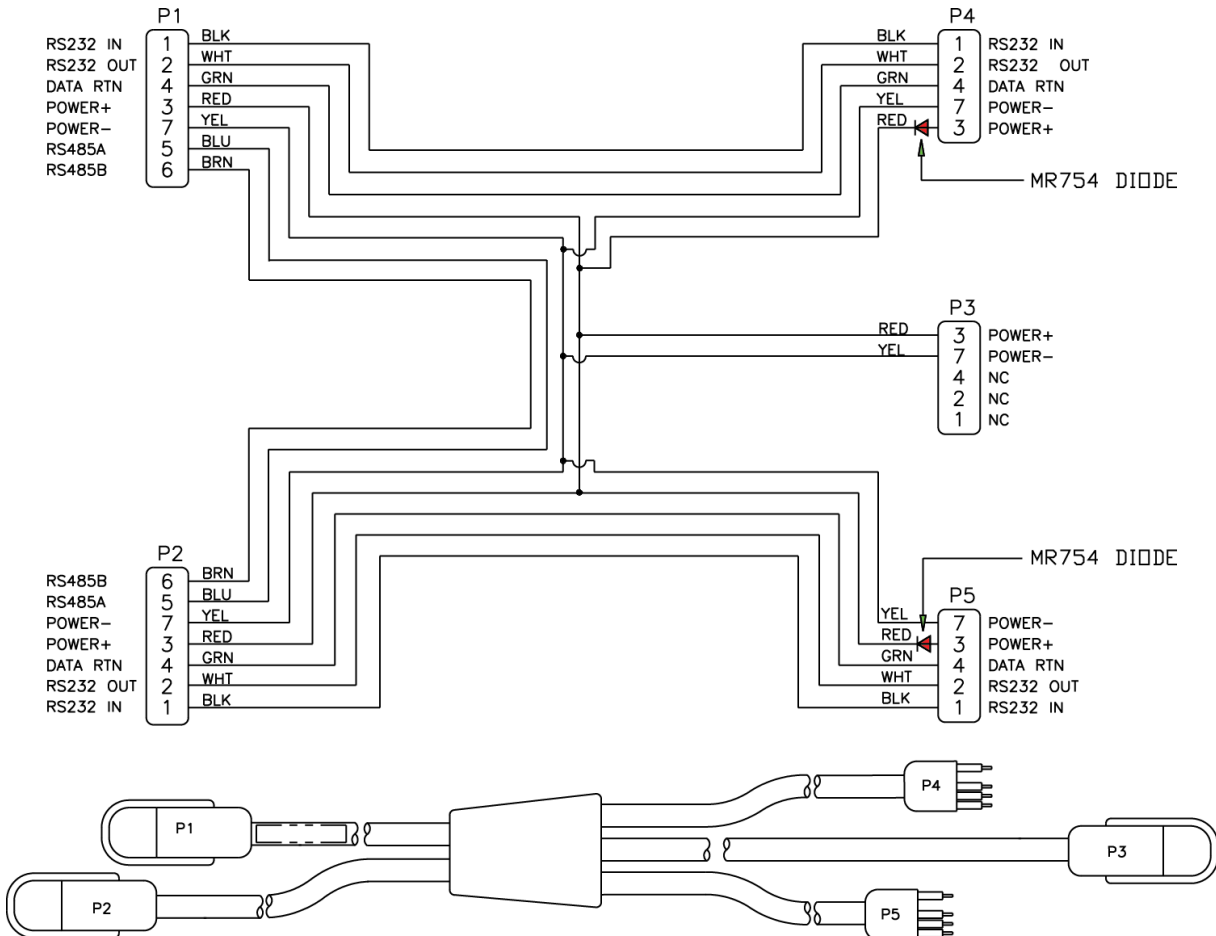 P1
RS232 IN 1 BLK
RS232 OUT 2 WHT
DATA RTN 4 GRN
POWER+ 3 RED
POWER- 7 YEL
RS485A 5 BLU
RS485B 6 BRN
P4
BLK 1 RS232 IN
WHT 2 RS232 OUT
GRN 4 DATA RTN
YEL 7 POWER-
RED 3 POWER+
MR754 DIODE
P3
RED 3 POWER+
YEL 7 POWER-
4 NC
2 NC
1 NC
P2
RS485B 6 BRN
RS485A 5 BLU
POWER- 7 YEL
POWER+ 3 RED
DATA RTN 4 GRN
RS232 OUT 2 WHT
RS232 IN 1 BLK
MR754 DIODE
P5
YEL 7 POWER-
RED 3 POWER+
GRN 4 DATA RTN
WHT 2 RS232 OUT
BLK 1 RS232 IN
P1
P2
P4
P3
P5